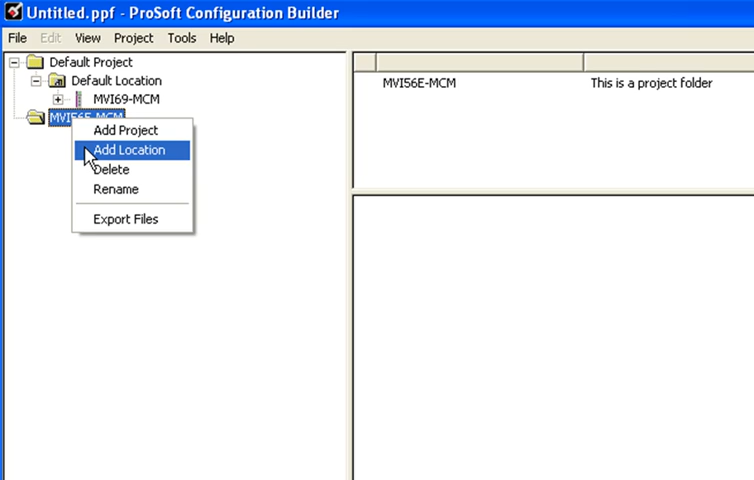 Untitled.ppf - ProSoft Configuration Builder
File Edit View Project Tools Help
Default Project
Default Location
MVI69-MCM
MVI56E-MCM
Add Project
Add Location
Delete
Rename
Export Files
MVI56E-MCM This is a project folder